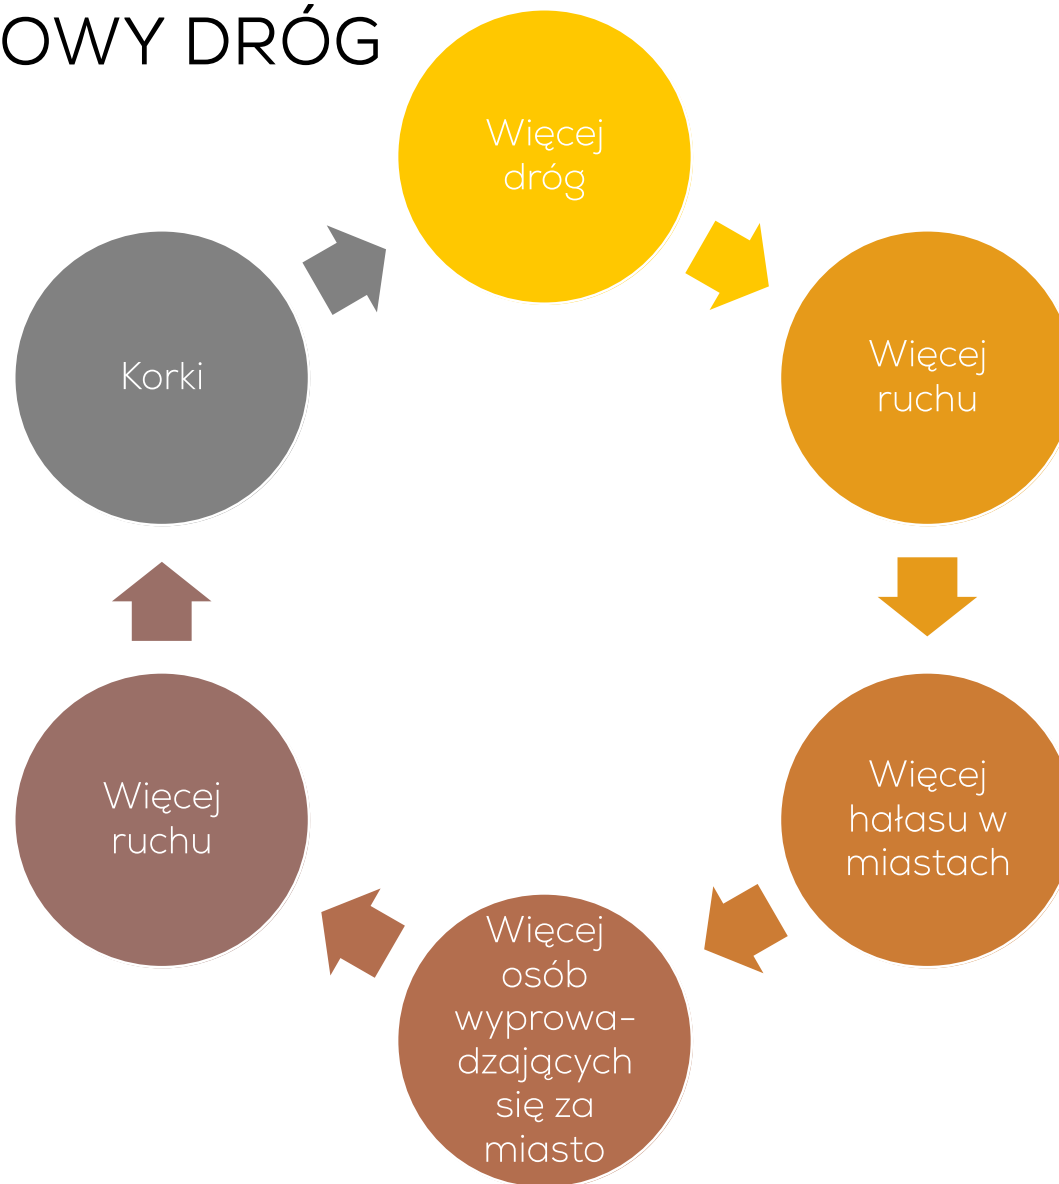 OWY DRÓG
Więcej
dróg
Więcej
ruchu
Więcej
hałasu w
miastach
Więcej
osób
wyprowa-
dzających
się za
miasto
Więcej
ruchu
Korki